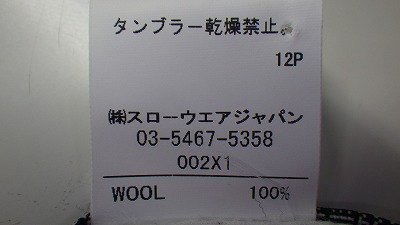 タンブラー乾燥禁止。
12P
㈱スローウエアジャパン
03-5467-5358
002X1
WOOL 100%